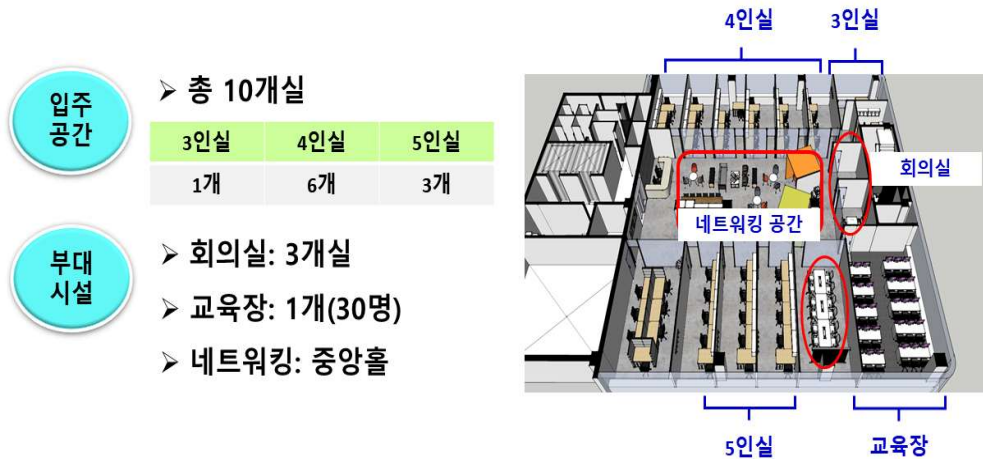 입주
공간
➢ 총 10개실
3인실 4인실 5인실
1개 6개 3개
부대
시설
➢ 회의실: 3개실
➢ 교육장: 1개(30명)
➢ 네트워킹: 중앙홀
4인실 3인실
회의실
네트워킹 공간
5인실 교육장